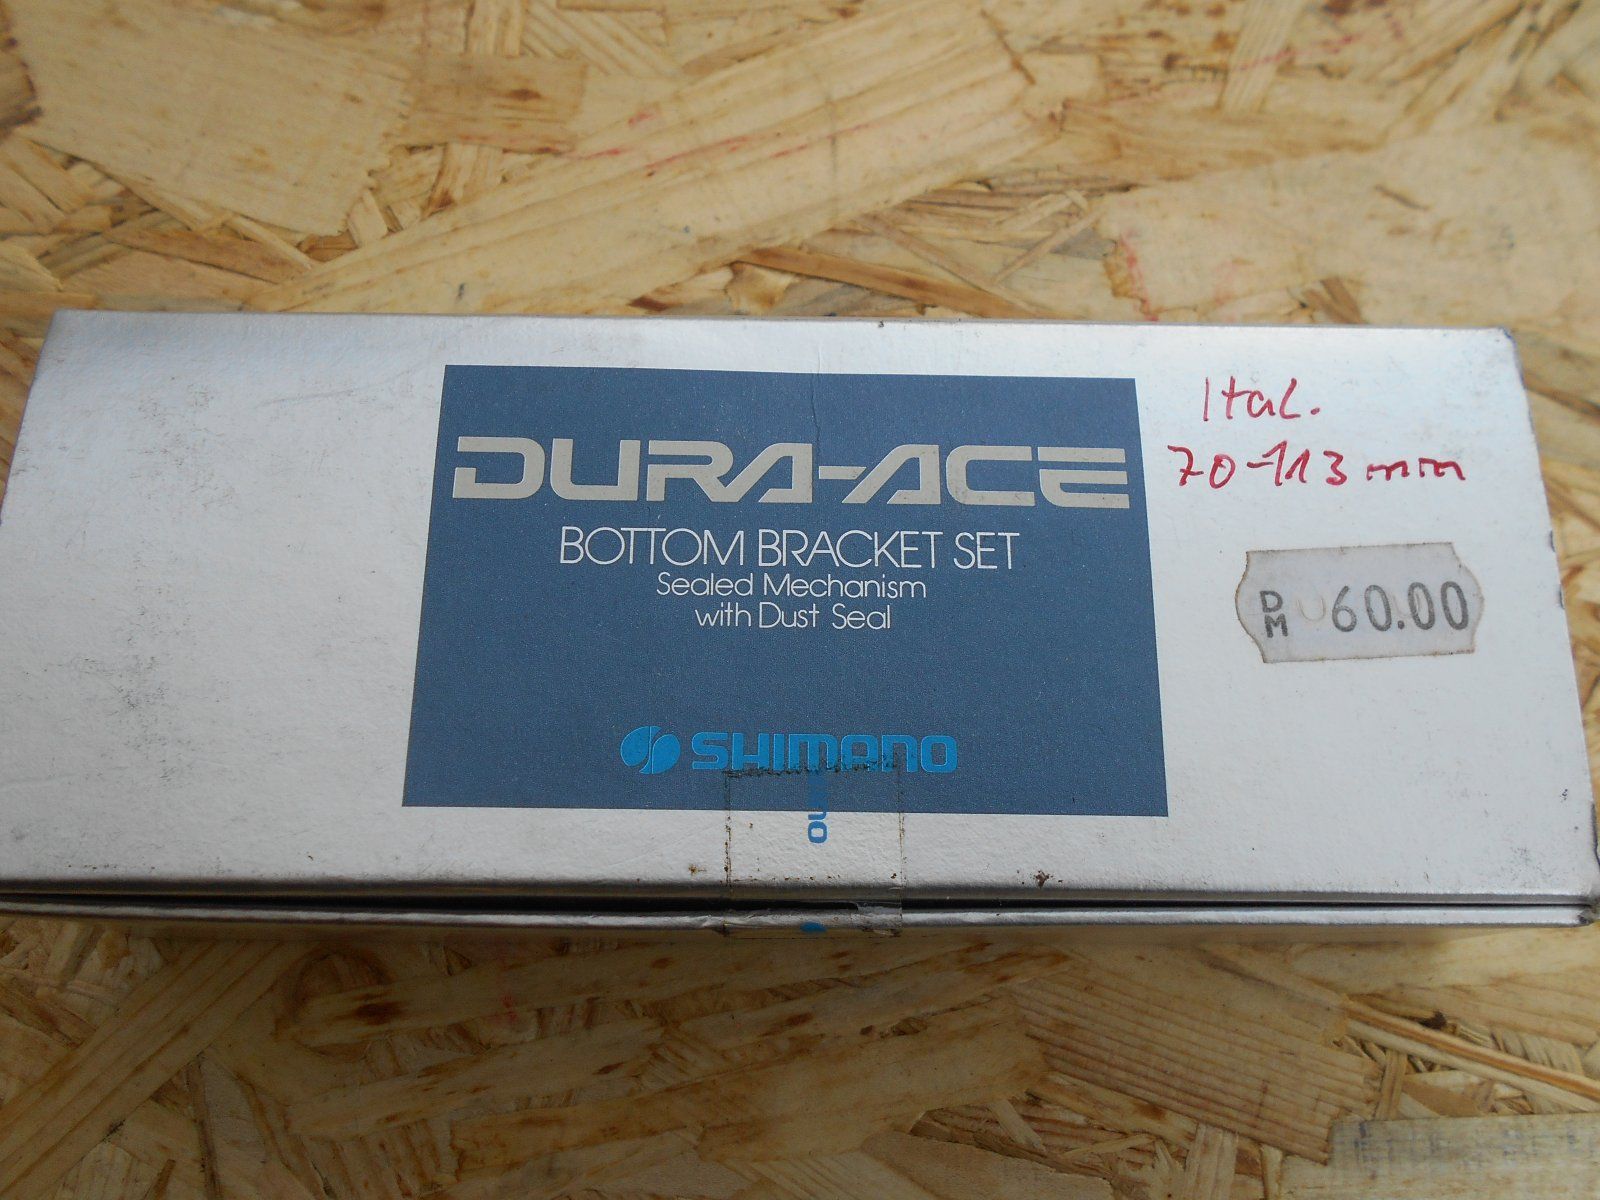 DURA-ACE
BOTTOM BRACKET SET
Sealed Mechanism
with Dust Seal
SHIMANO
Ital.
70-113 mm
DM 60.00